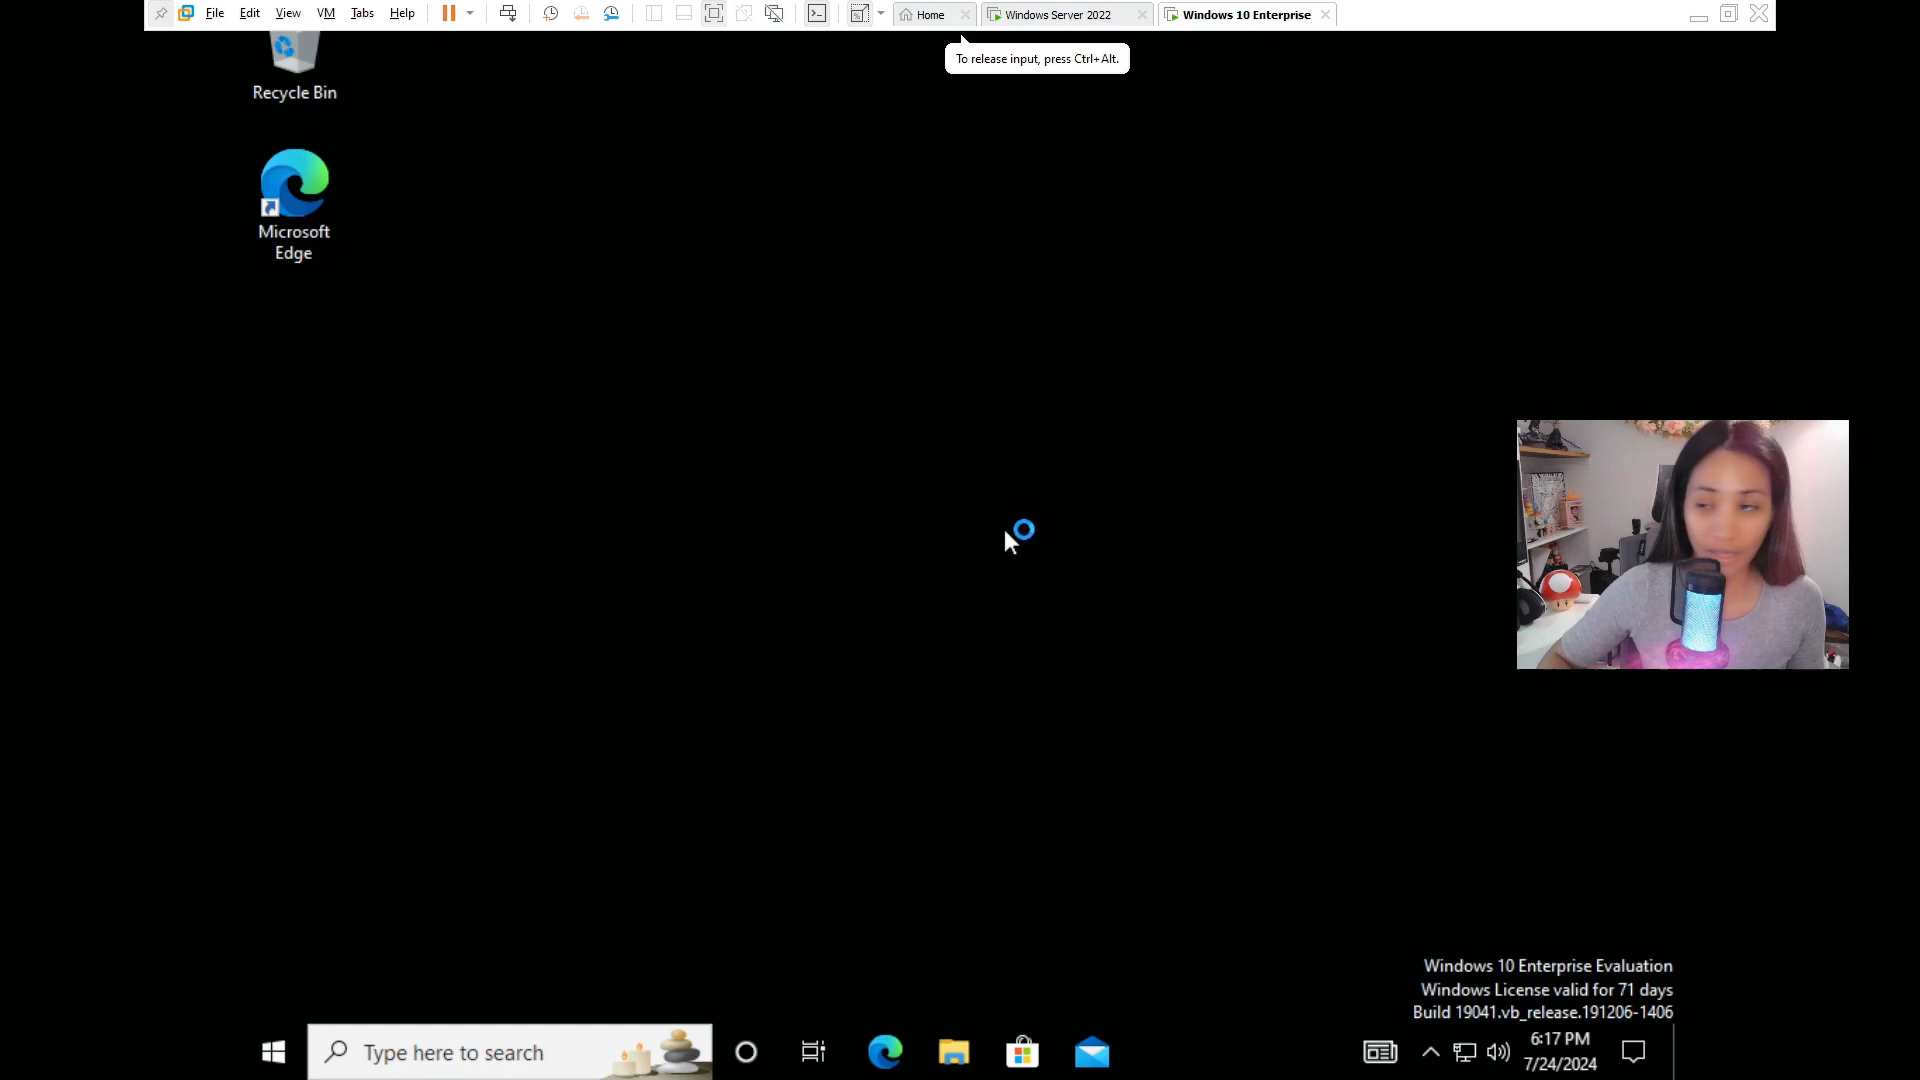 File Edit View VM Tabs Help
Home
Windows Server 2022
Windows 10 Enterprise
To release input, press Ctrl+Alt.
Recycle Bin
Microsoft
Edge
Windows 10 Enterprise Evaluation
Windows License valid for 71 days
Build 19041.vb_release.191206-1406
Type here to search
6:17 PM
7/24/2024